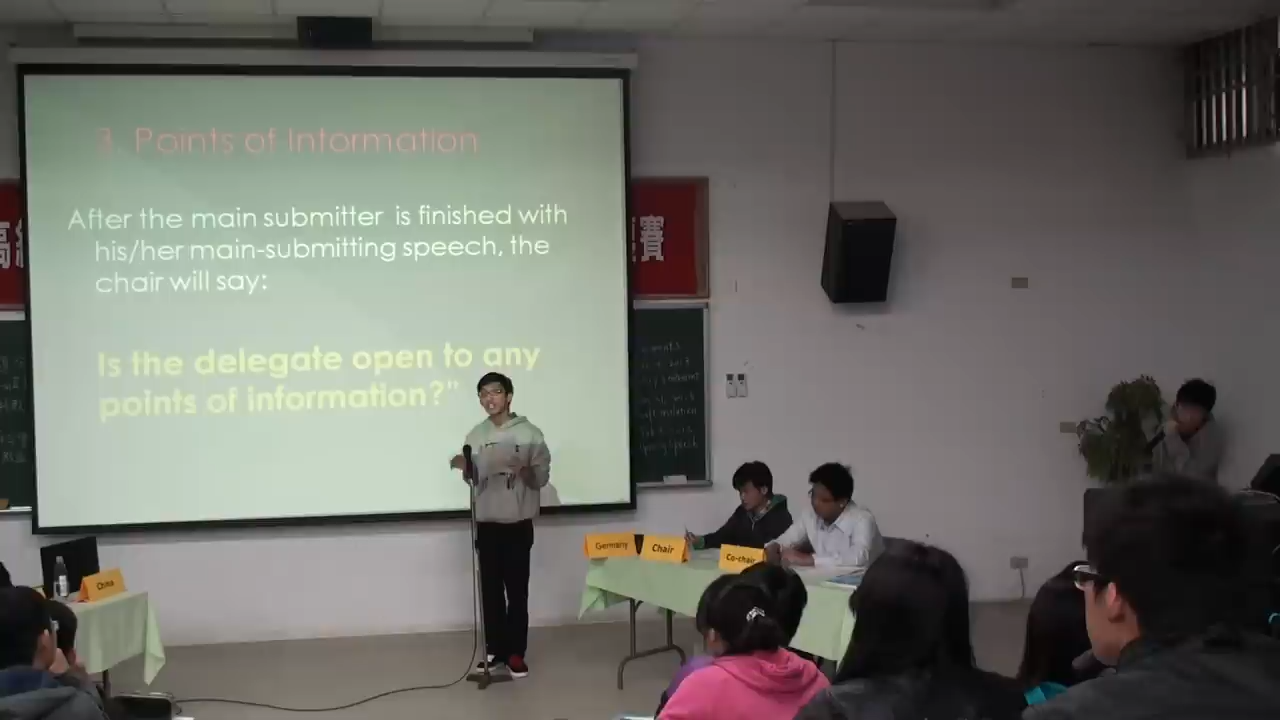 3. Points of Information
After the main submitter is finished with
his/her main-submitting speech, the
chair will say:
Is the delegate open to any
points of information?"
賽
Germany
Chair
Co-chair
China